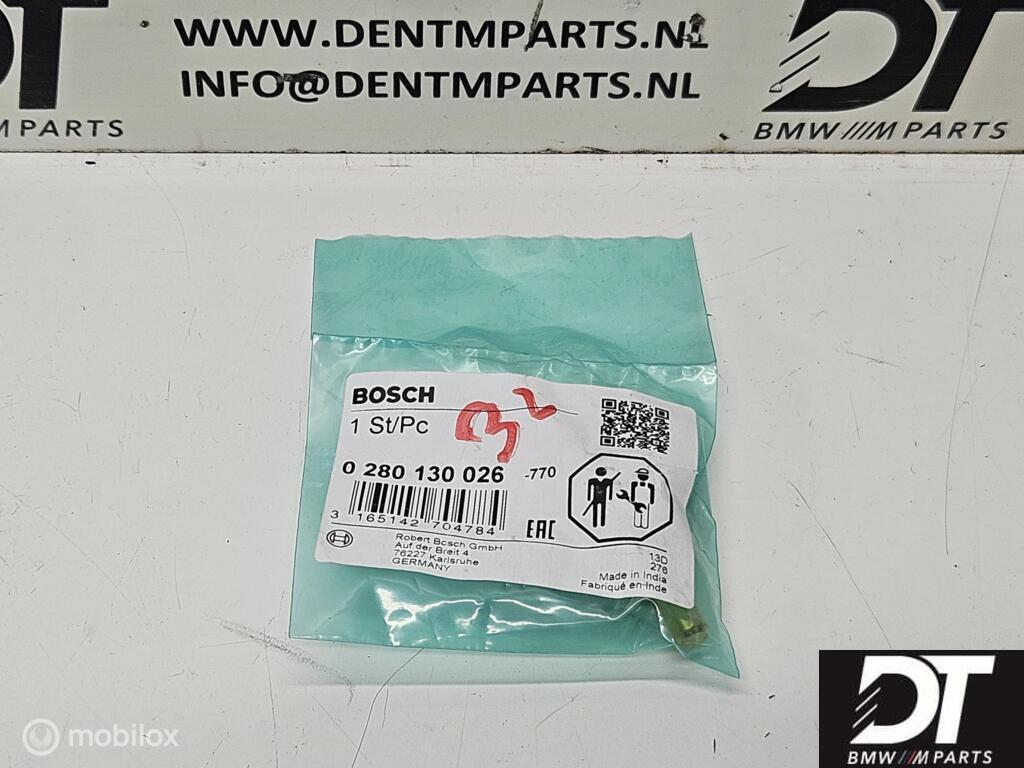 WWW.DENTMPARTS.NL
INFO@DENTMPARTS.NL
DT
M PARTS
BMW///M PARTS
BOSCH
1 St/Pc
B2
0 280 130 026 -770
3 165142 704784
EAC
Robert Bosch GmbH
Auf der Breit 4
76227 Karlsruhe
GERMANY
13D
276
Made in India
Fabriqué en Inde
mobilox
DT
BMW///M PARTS